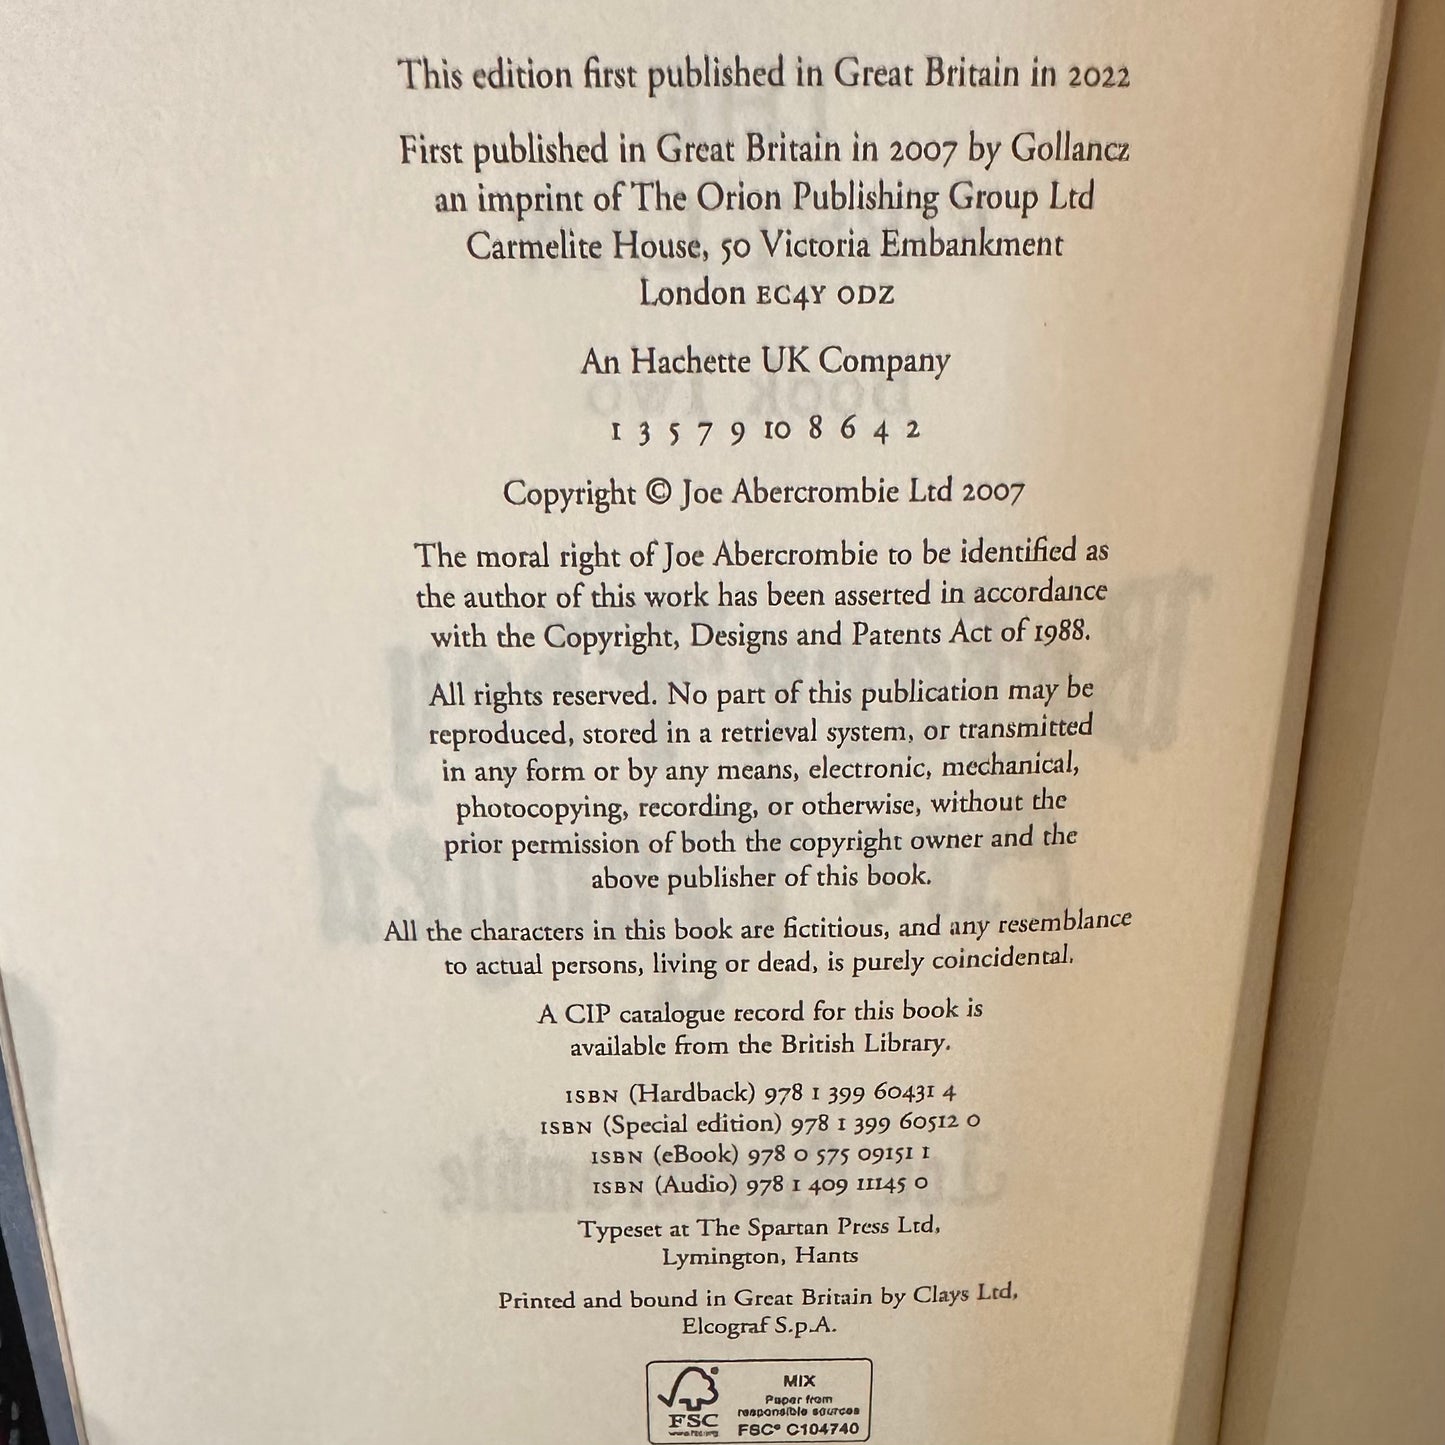 This edition first published in Great Britain in 2022
First published in Great Britain in 2007 by Gollancz
an imprint of The Orion Publishing Group Ltd
Carmelite House, 50 Victoria Embankment
London EC4Y 0DZ
An Hachette UK Company
1 3 5 7 9 10 8 6 4 2
Copyright © Joe Abercrombie Ltd 2007
The moral right of Joe Abercrombie to be identified as
the author of this work has been asserted in accordance
with the Copyright, Designs and Patents Act of 1988.
All rights reserved. No part of this publication may be
reproduced, stored in a retrieval system, or transmitted
in any form or by any means, electronic, mechanical,
photocopying, recording, or otherwise, without the
prior permission of both the copyright owner and the
above publisher of this book.
All the characters in this book are fictitious, and any resemblance
to actual persons, living or dead, is purely coincidental.
A CIP catalogue record for this book is
available from the British Library.
ISBN (Hardback) 978 1 399 60431 4
ISBN (Special edition) 978 1 399 60512 0
ISBN (eBook) 978 0 575 09151 1
ISBN (Audio) 978 1 409 11145 0
Typeset at The Spartan Press Ltd,
Lymington, Hants
Printed and bound in Great Britain by Clays Ltd,
Elcograf S.p.A.
MIX
Paper from
responsible sources
FSC® C104740
FSC